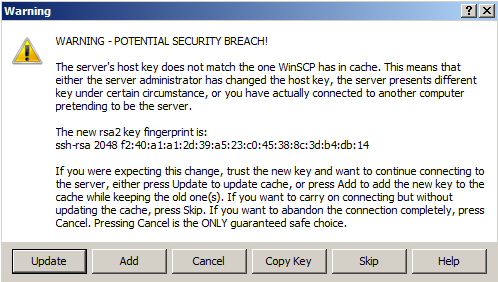 Warning
WARNING - POTENTIAL SECURITY BREACH!
The server's host key does not match the one WinSCP has in cache. This means that
either the server administrator has changed the host key, the server presents different
key under certain circumstance, or you have actually connected to another computer
pretending to be the server.
The new rsa2 key fingerprint is:
ssh-rsa 2048 f2:40:a1:a1:2d:39:a5:23:c0:45:38:8c:3d:b4:db:14
If you were expecting this change, trust the new key and want to continue connecting to
the server, either press Update to update cache, or press Add to add the new key to the
cache while keeping the old one(s). If you want to carry on connecting but without
updating the cache, press Skip. If you want to abandon the connection completely, press
Cancel. Pressing Cancel is the ONLY guaranteed safe choice.
Update Add Cancel Copy Key Skip Help